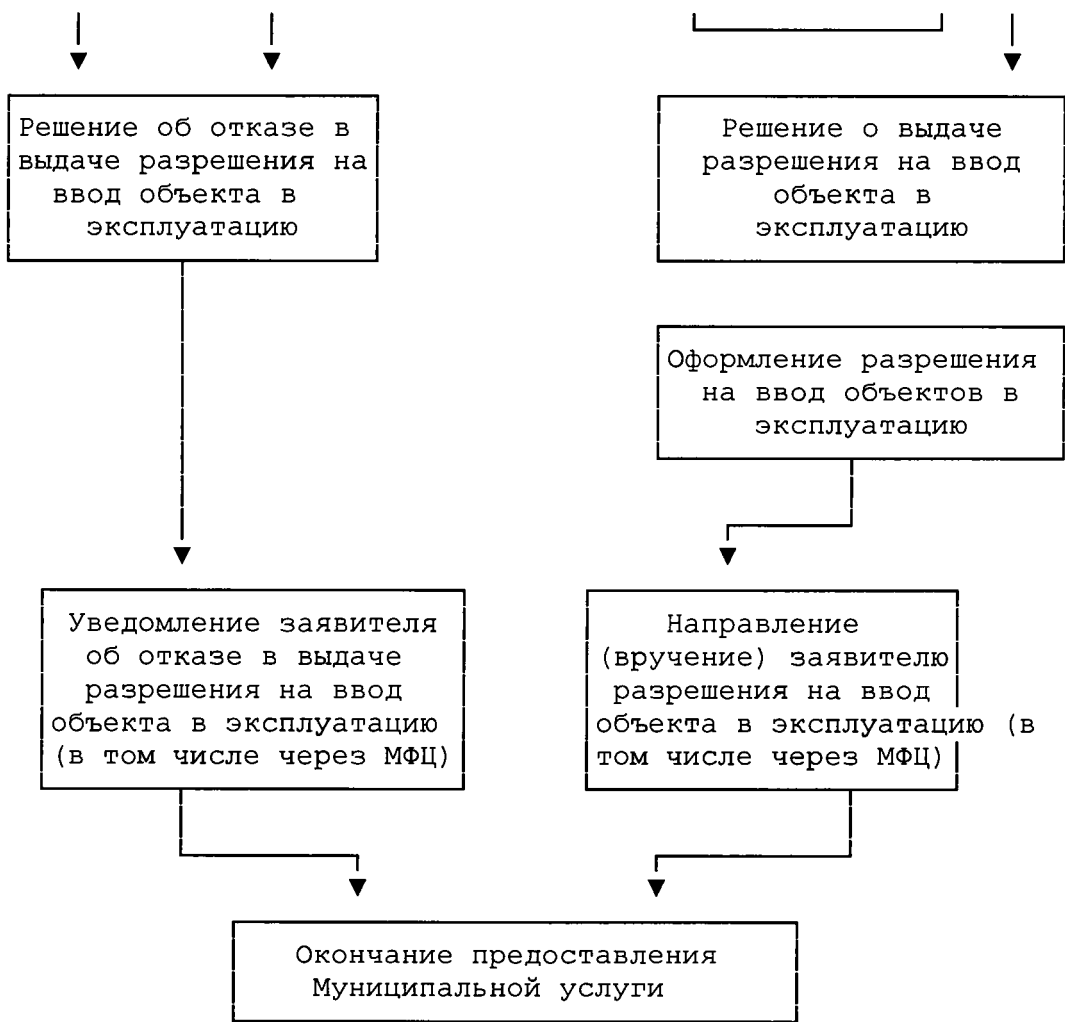 Решение об отказе в
выдаче разрешения на
ввод объекта в
эксплуатацию
Решение о выдаче
разрешения на ввод
объекта в
эксплуатацию
Оформление разрешения
на ввод объектов в
эксплуатацию
Уведомление заявителя
об отказе в выдаче
разрешения на ввод
объекта в эксплуатацию
(в том числе через МФЦ)
Направление
(вручение) заявителю
разрешения на ввод
объекта в эксплуатацию (в
том числе через МФЦ)
Окончание предоставления
Муниципальной услуги